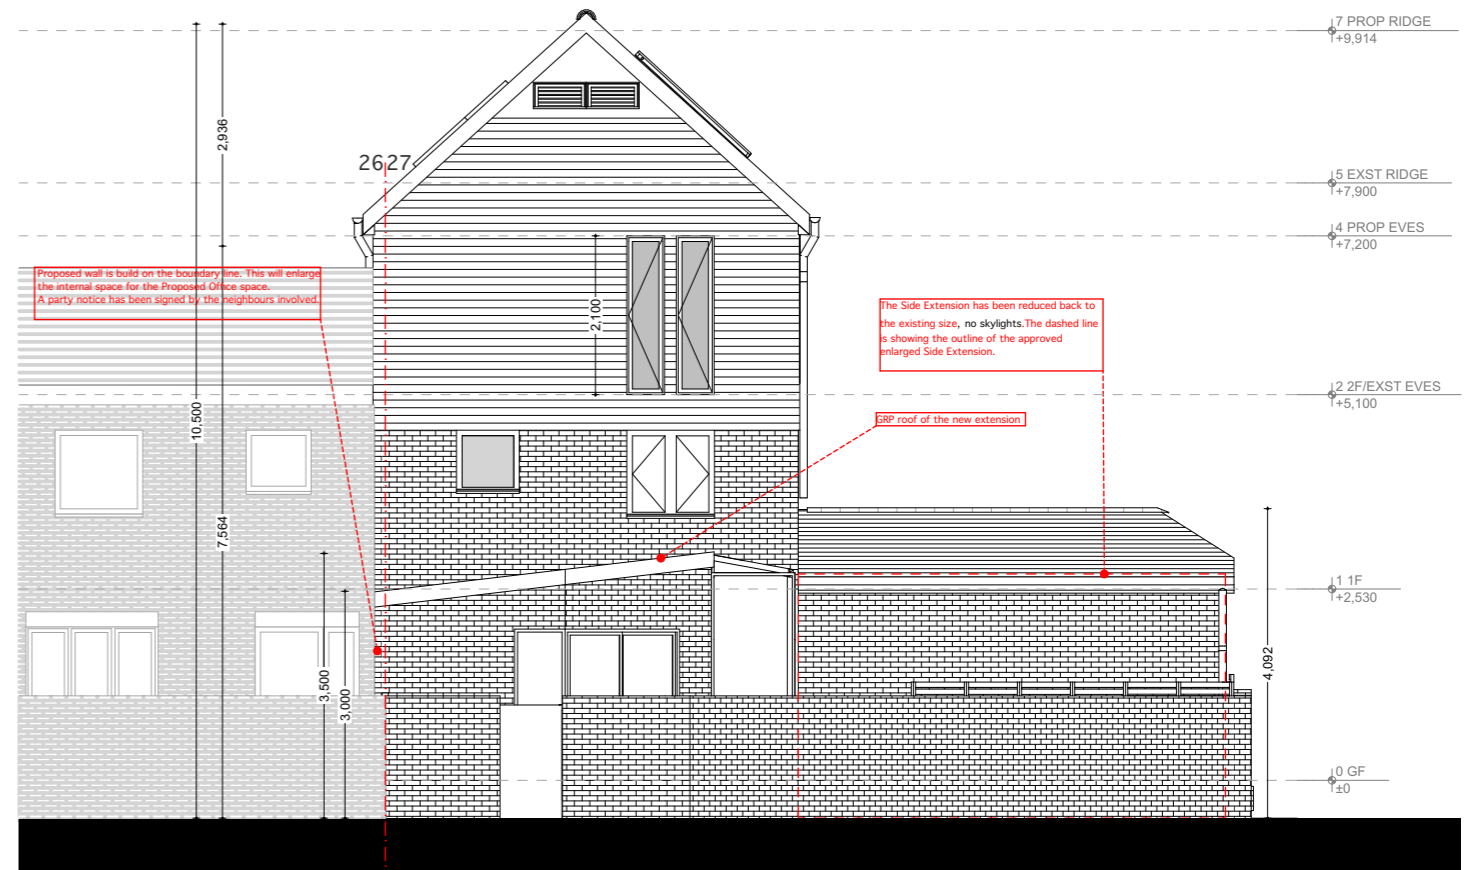 7 PROP RIDGE
+9,914
2,936
2627
5 EXST RIDGE
+7,900
4 PROP EVES
+7,200
Proposed wall is build on the boundary line. This will enlarge
the internal space for the Proposed Office space.
A party notice has been signed by the neighbours involved.
2,100
The Side Extension has been reduced back to
the existing size, no skylights.The dashed line
is showing the outline of the approved
enlarged Side Extension.
2 2F/EXST EVES
+5,100
10,500
GRP roof of the new extension
7,564
1 1F
+2,530
3,500
3,000
4,092
0 GF
±0